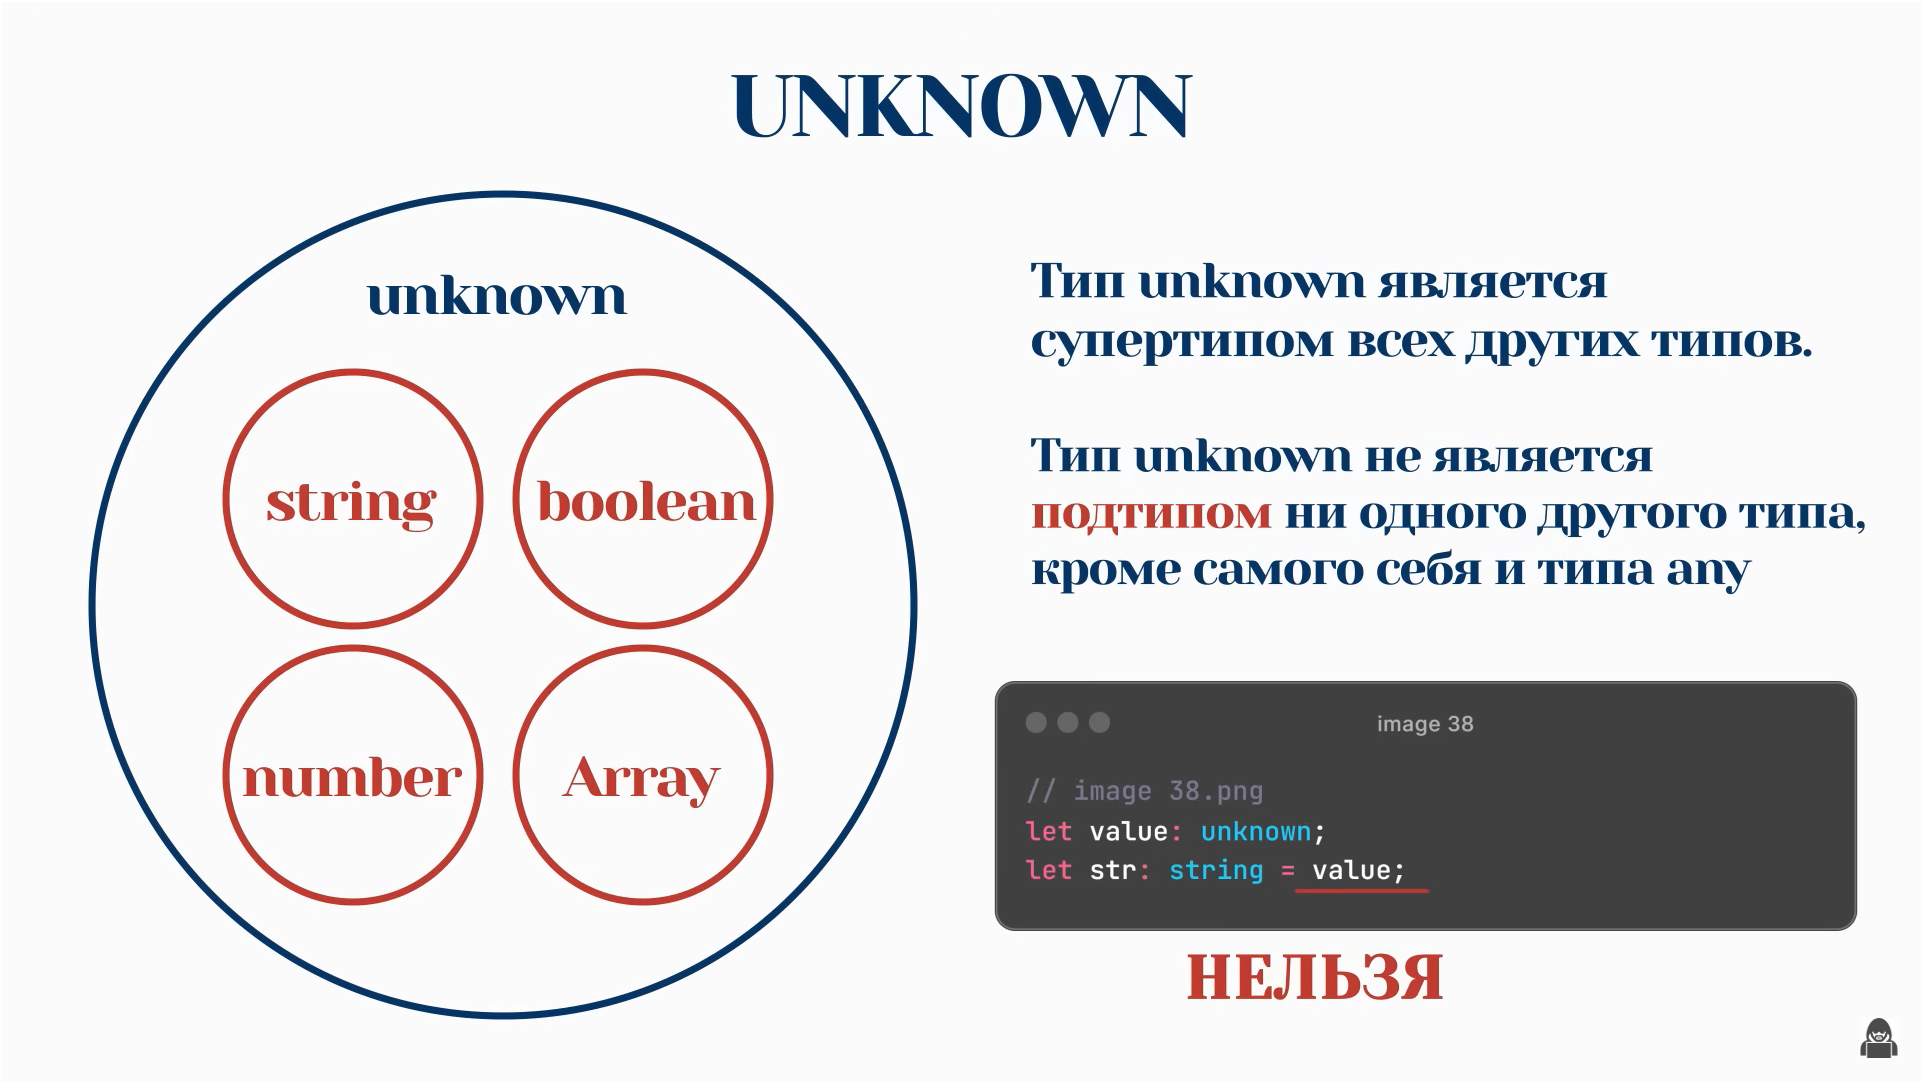 UNKNOWN
unknown
string
boolean
number
Array
Тип unknown является
супертипом всех других типов.
Тип unknown не является
подтипом ни одного другого типа,
кроме самого себя и типа any
image 38
// image 38.png
let value: unknown;
let str: string = value;
НЕЛЬЗЯ